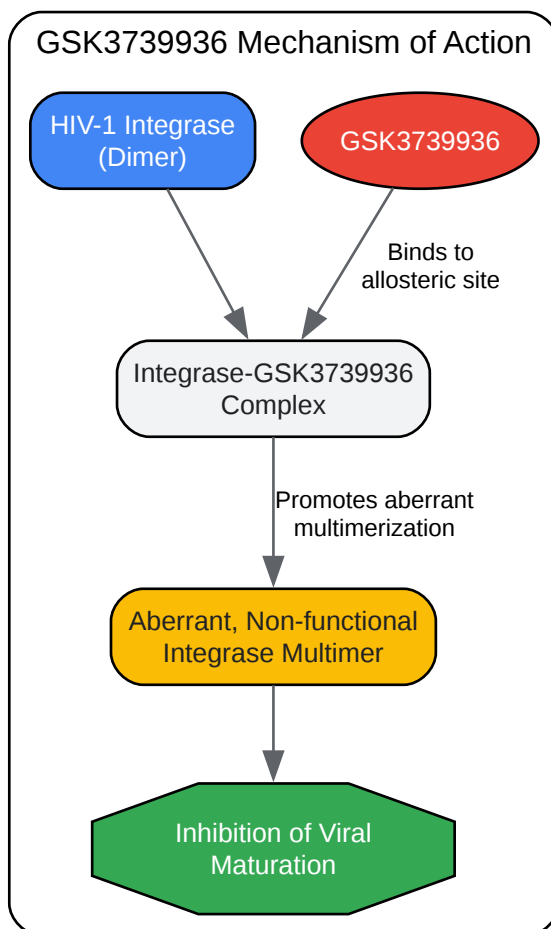 GSK3739936 Mechanism of Action
HIV-1 Integrase
(Dimer)
GSK3739936
Binds to
allosteric site
Integrase-GSK3739936
Complex
Promotes aberrant
multimerization
Aberrant, Non-functional
Integrase Multimer
Inhibition of Viral
Maturation